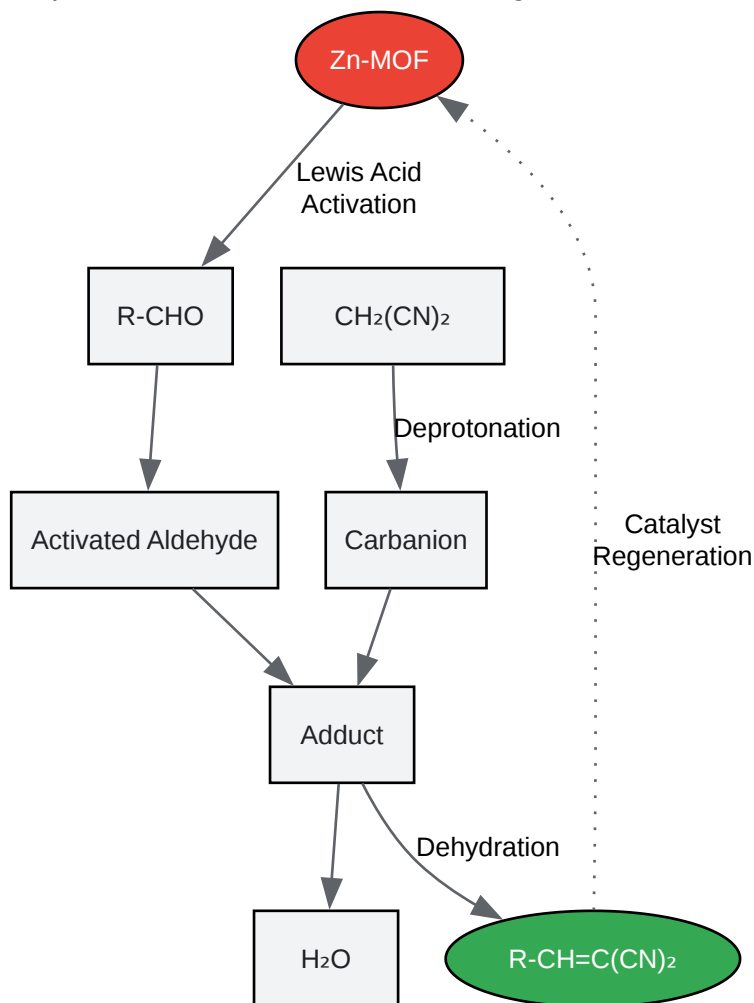 Zn-MOF
Lewis Acid
Activation
R-CHO
CH₂(CN)₂
Deprotonation
Activated Aldehyde
Carbanion
Catalyst
Regeneration
Adduct
Dehydration
H₂O
R-CH=C(CN)₂